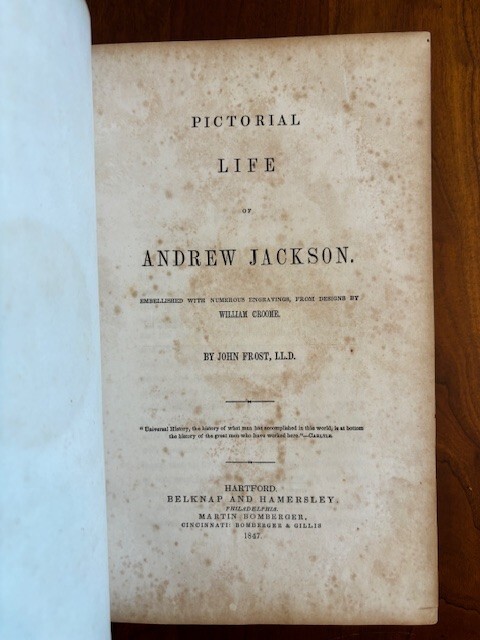 PICTORIAL
LIFE
OF
ANDREW JACKSON.
EMBELLISHED WITH NUMEROUS ENGRAVINGS, FROM DESIGNS BY
WILLIAM CROOME.
BY JOHN FROST, LL.D.
"Universal History, the history of what man has accomplished in this world, is at bottom
the history of the great men who have worked here."—CARLYLE.
HARTFORD.
BELKNAP AND HAMERSLEY.
PHILADELPHIA.
MARTIN BOMBERGER,
CINCINNATI: BOMBERGER & GILLIS
1847.